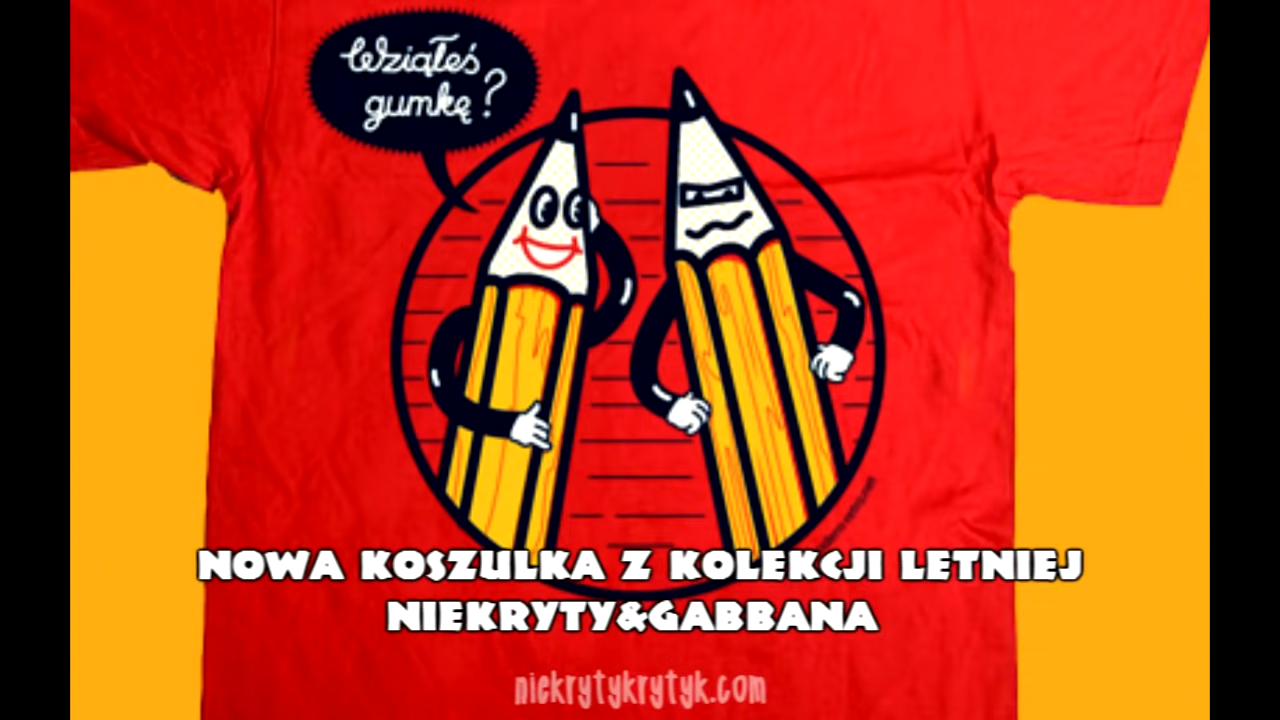 Wziąłeś
gumkę?
NOWA KOSZULKA Z KOLEKCJI LETNIEJ
NIEKRYTY&GABBANA
niekrytykrytyk.com